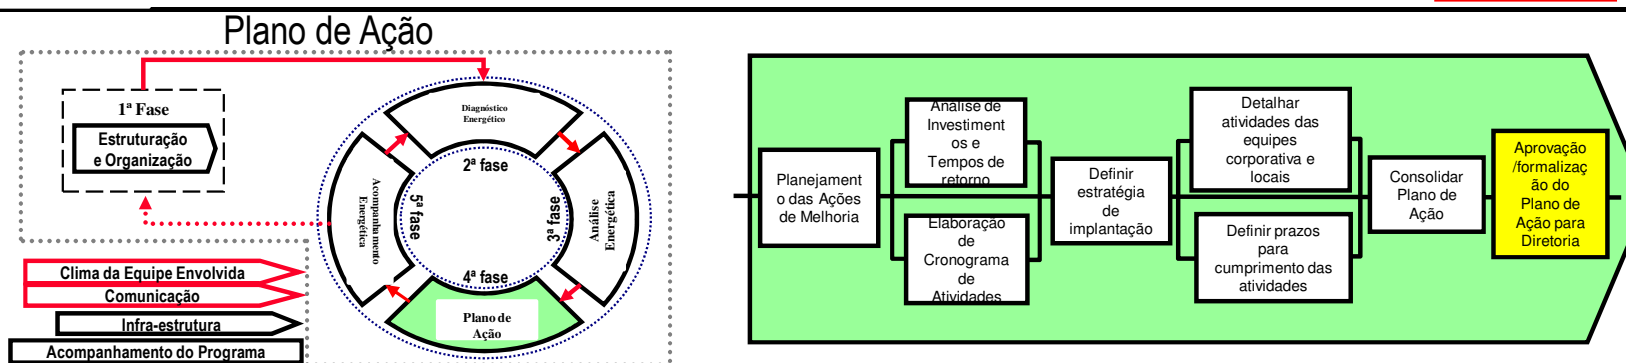 Plano de Ação
1ª Fase
Estruturação
e Organização
Diagnóstico
Energético
2ª fase
Análise
Energética
3ª fase
4ª fase
Plano de
Ação
Acompanhamento
Energética
5ª fase
Clima da Equipe Envolvida
Comunicação
Infra-estrutura
Acompanhamento do Programa
Planejament
o das Ações
de Melhoria
Análise de
Investiment
os e
Tempos de
retorno
Elaboração
de
Cronograma
de
Atividades
Definir
estratégia
de
implantação
Detalhar
atividades das
equipes
corporativa e
locais
Definir prazos
para
cumprimento das
atividades
Consolidar
Plano de
Ação
Aprovação
/formalizaç
ão do
Plano de
Ação para
Diretoria